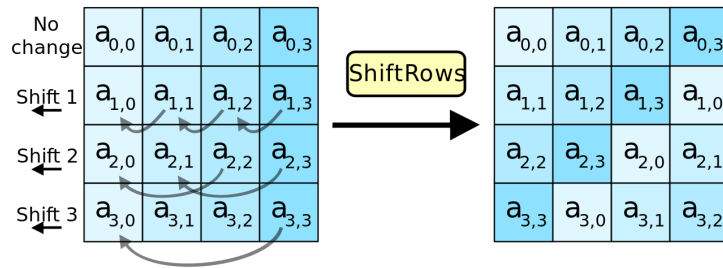 No
change
a0,0 a0,1 a0,2 a0,3
Shift 1
a1,0 a1,1 a1,2 a1,3
Shift 2
a2,0 a2,1 a2,2 a2,3
Shift 3
a3,0 a3,1 a3,2 a3,3
ShiftRows
a0,0 a0,1 a0,2 a0,3
a1,1 a1,2 a1,3 a1,0
a2,2 a2,3 a2,0 a2,1
a3,3 a3,0 a3,1 a3,2